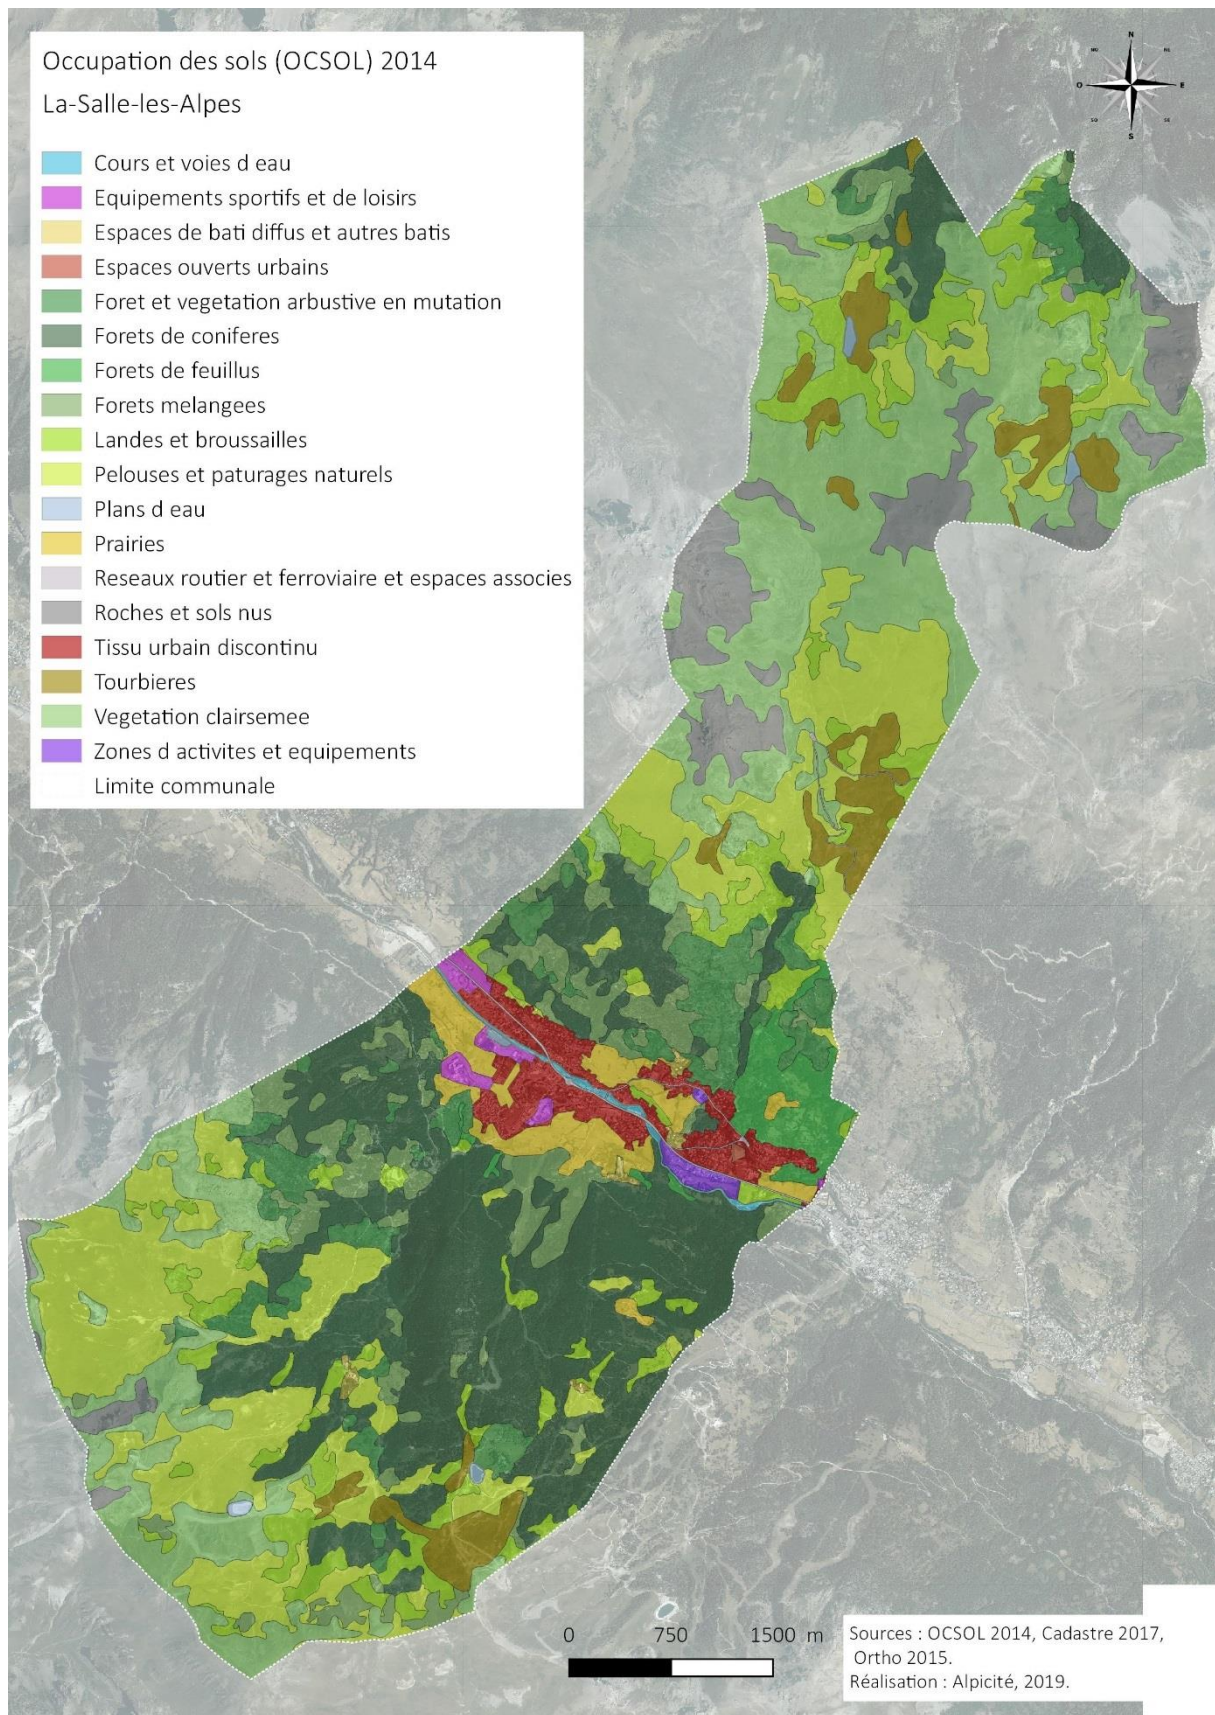 Occupation des sols (OCSOL) 2014
La-Salle-les-Alpes
Cours et voies d eau
Equipements sportifs et de loisirs
Espaces de bati diffus et autres batis
Espaces ouverts urbains
Foret et vegetation arbustive en mutation
Forets de coniferes
Forets de feuillus
Forets melangees
Landes et broussailles
Pelouses et paturages naturels
Plans d eau
Prairies
Reseaux routier et ferroviaire et espaces associes
Roches et sols nus
Tissu urbain discontinu
Tourbieres
Vegetation clairsemee
Zones d activites et equipements
Limite communale
N
NO NE
O E
SO SE
S
0 750 1500 m
Sources : OCSOL 2014, Cadastre 2017,
Ortho 2015.
Réalisation : Alpicité, 2019.